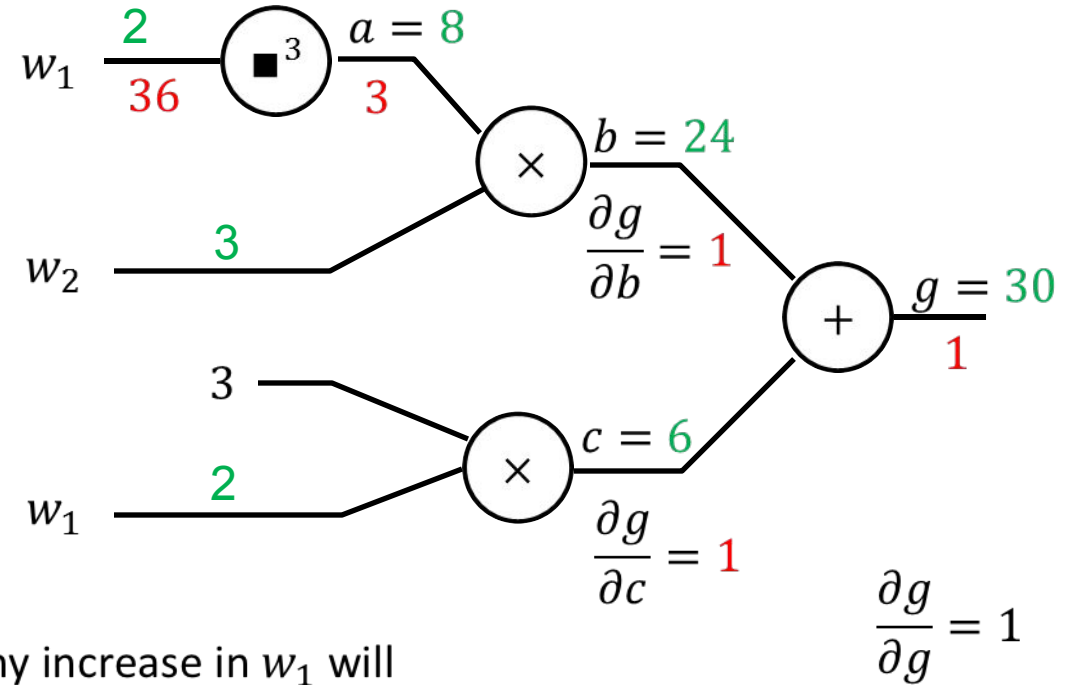 2
w₁
36
■³
a = 8
3
×
b = 24
∂g/∂b = 1
3
w₂
+
g = 30
1
3
×
c = 6
2
w₁
∂g/∂c = 1
∂g/∂g = 1
ny increase in w₁ will